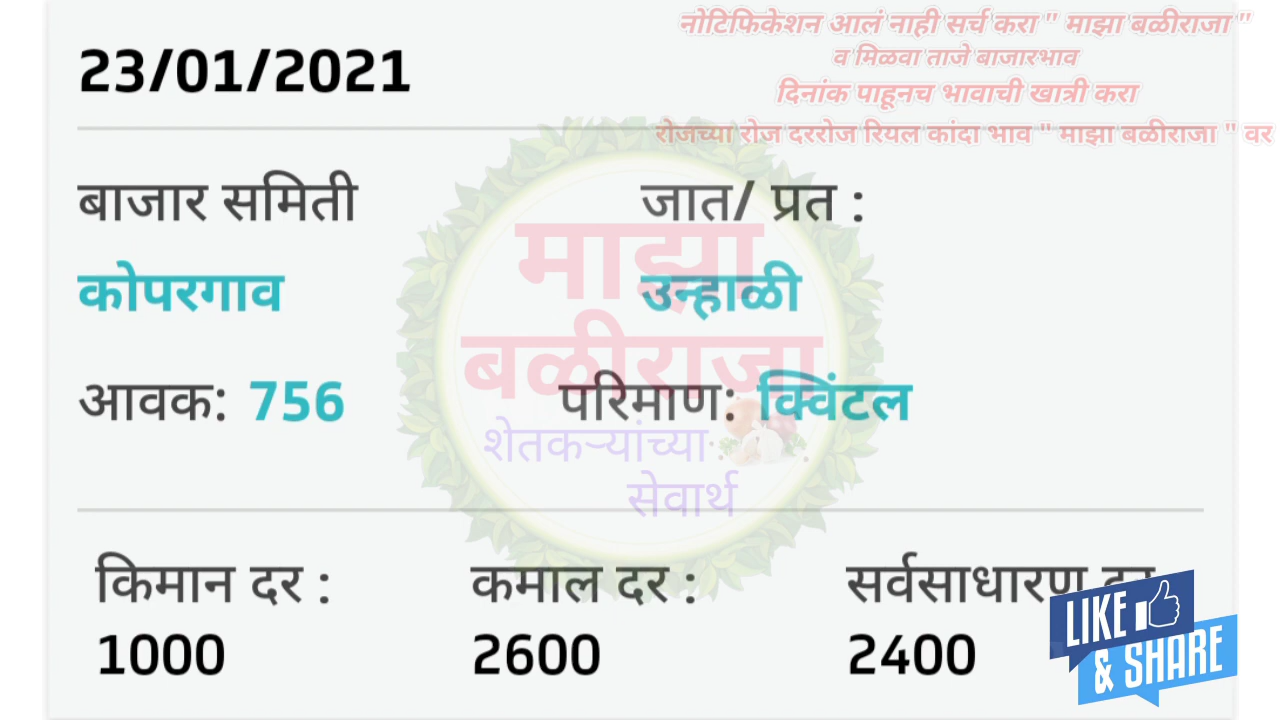 नोटिफिकेशन आलं नाही सर्च करा " माझा बळीराजा "
व मिळवा ताजे बाजारभाव
दिनांक पाहूनच भावाची खात्री करा
रोजच्या रोज दररोज रियल कांदा भाव " माझा बळीराजा " वर
23/01/2021
बाजार समिती जात/ प्रत :
कोपरगाव उन्हाळी
आवक: 756 परिमाण: क्विंटल
माझा
बळीराजा
शेतकऱ्यांच्या
सेवार्थ
किमान दर : कमाल दर : सर्वसाधारण दर
1000 2600 2400
LIKE
& SHARE